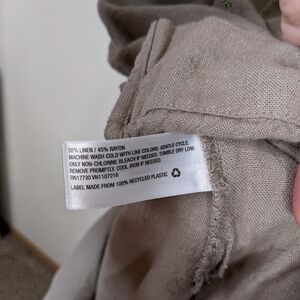 55% LINEN / 45% RAYON
MACHINE WASH COLD WITH LIKE COLORS. GENTLE CYCLE.
ONLY NON-CHLORINE BLEACH IF NEEDED. TUMBLE DRY LOW.
REMOVE PROMPTLY. COOL IRON IF NEEDED.
RN17730 VN1107216
LABEL MADE FROM 100% RECYCLED PLASTIC